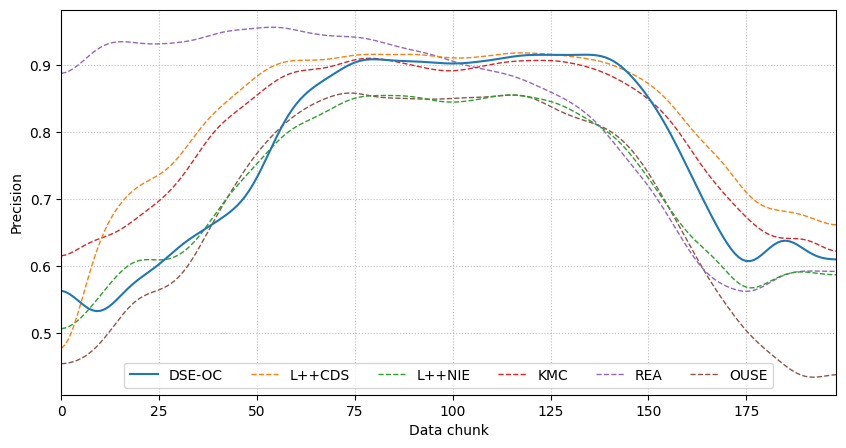 Precision
0.9
0.8
0.7
0.6
0.5
DSE-OC L++CDS L++NIE KMC REA OUSE
0 25 50 75 100 125 150 175
Data chunk